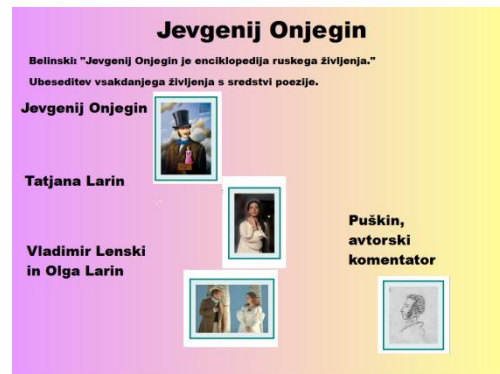 Jevgenij Onjegin
Belinski: "Jevgenij Onjegin je enciklopedija ruskega življenja."
Ubeseditev vsakdanjega življenja s sredstvi poezije.
Jevgenij Onjegin
Tatjana Larin
Vladimir Lenski
in Olga Larin
Puškin,
avtorski
komentator